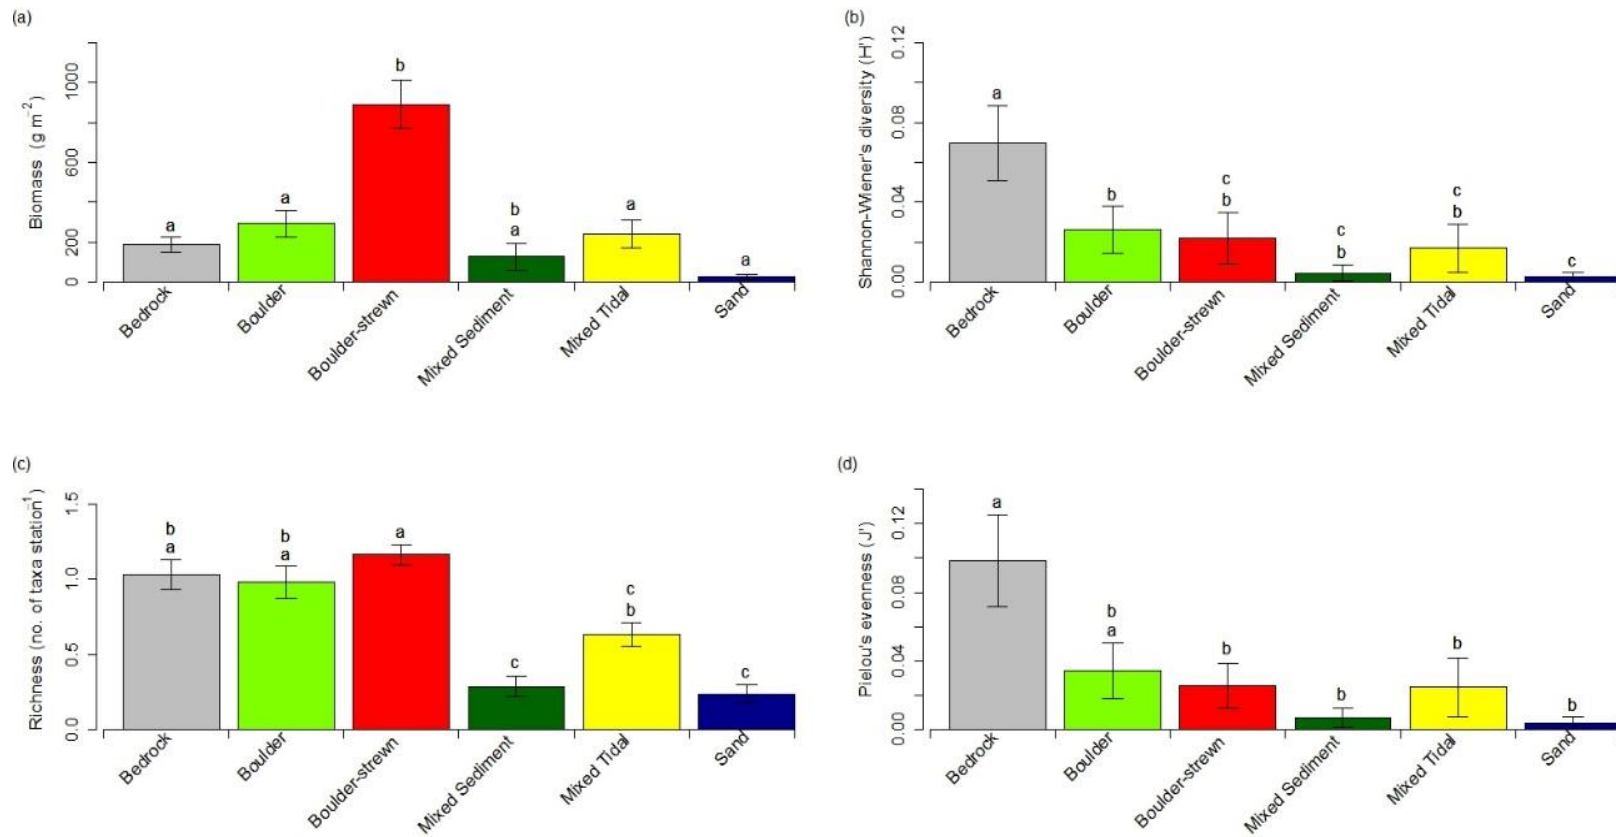 (a)
Biomass (g m⁻²)
0 200 600 1000
a
a
b
b
a
a
a
Bedrock
Boulder
Boulder-strewn
Mixed Sediment
Mixed Tidal
Sand
(b)
Shannon-Wiener's diversity (H')
0.00 0.04 0.08 0.12
a
b
c
b
c
b
c
b
c
Bedrock
Boulder
Boulder-strewn
Mixed Sediment
Mixed Tidal
Sand
(c)
Richness (no. of taxa station⁻¹)
0.0 0.5 1.0 1.5
b
a
b
a
a
c
c
b
c
Bedrock
Boulder
Boulder-strewn
Mixed Sediment
Mixed Tidal
Sand
(d)
Pielou's evenness (J')
0.00 0.04 0.08 0.12
a
b
a
b
b
b
b
Bedrock
Boulder
Boulder-strewn
Mixed Sediment
Mixed Tidal
Sand